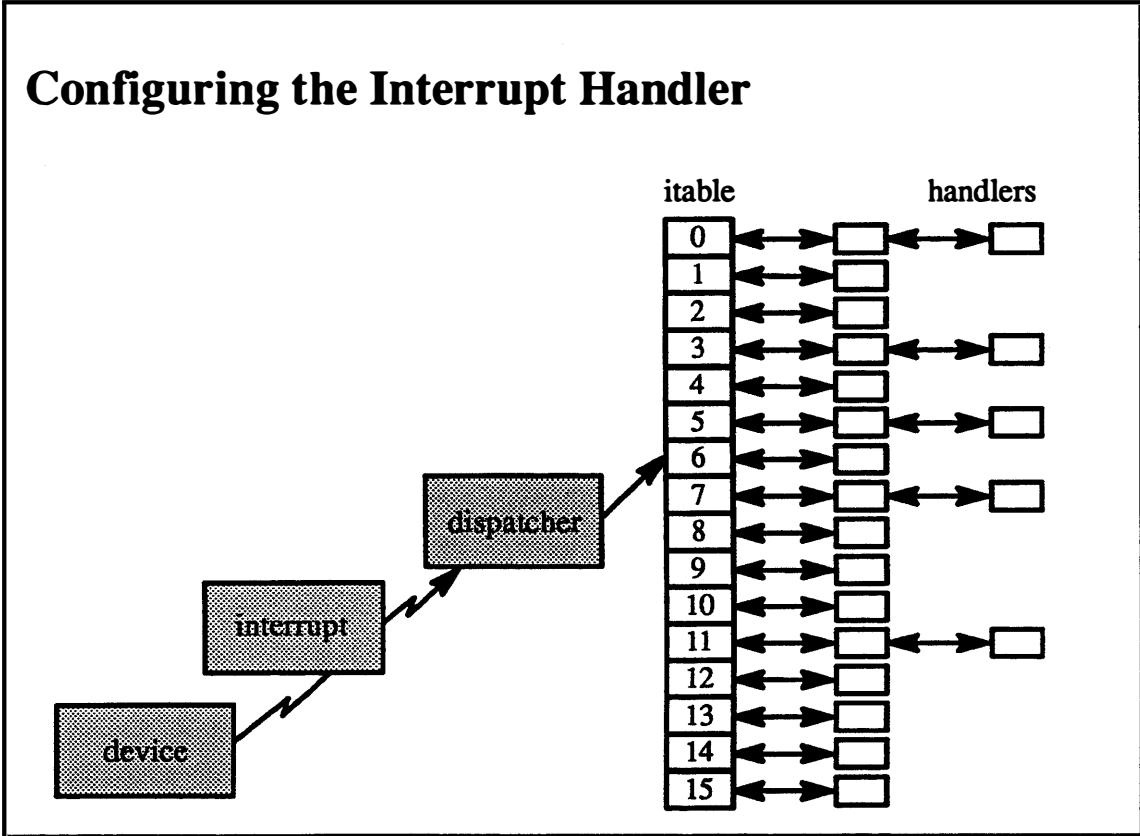 Configuring the Interrupt Handler
itable
handlers
0
1
2
3
4
5
6
7
8
9
10
11
12
13
14
15
dispatcher
interrupt
device